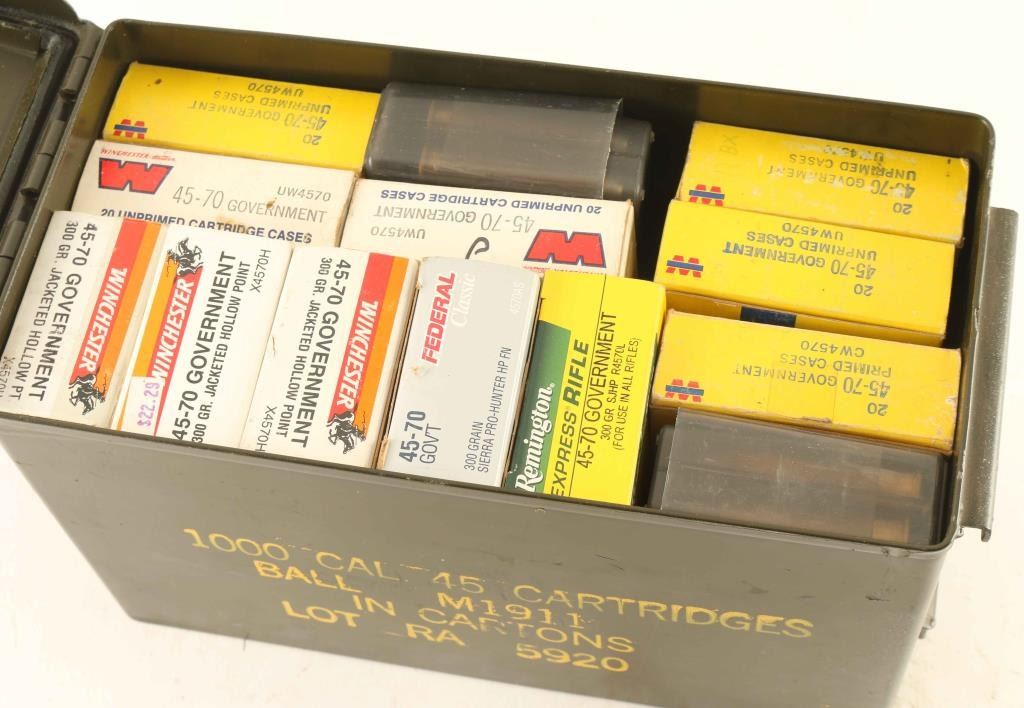 20
45-70 GOVERNMENT
UNPRIMED CASES
UW4570
WINCHESTER-Western
W
45-70 GOVERNMENT
UW4570
20 UNPRIMED CARTRIDGE CASES
20 UNPRIMED CARTRIDGE CASES
45-70 GOVERNMENT
UW4570
W
20
45-70 GOVERNMENT
UNPRIMED CASES
UW4570
BX
20
45-70 GOVERNMENT
UNPRIMED CASES
UW4570
20
45-70 GOVERNMENT
PRIMED CASES
CW4570
45-70 GOVERNMENT
300 GR. JACKETED HOLLOW PT
WINCHESTER
WINCHESTER
45-70 GOVERNMENT
300 GR. JACKETED HOLLOW POINT
X4570H
$22.29
45-70 GOVERNMENT
300 GR. JACKETED HOLLOW POINT
X4570H
WINCHESTER
FEDERAL
Classic
4570AS
45-70
GOVT
300 GRAIN
SIERRA PRO-HUNTER HP FN
Remington
EXPRESS RIFLE
45-70 GOVERNMENT
300 GR. SJHP R4570L
(FOR USE IN ALL RIFLES)
1000 CAL 45 CARTRIDGES
BALL M1911
IN CARTONS
LOT RA 5920